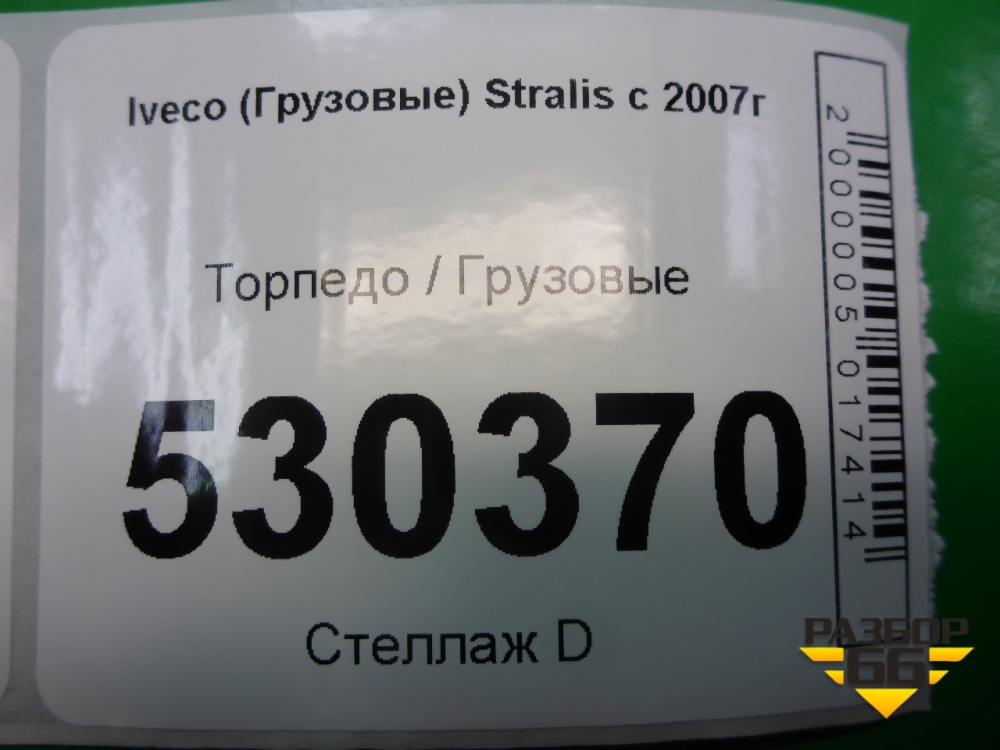 Iveco (Грузовые) Stralis с 2007г
Торпедо / Грузовые
530370
Стеллаж D
2000005017414
РАЗБОР
66